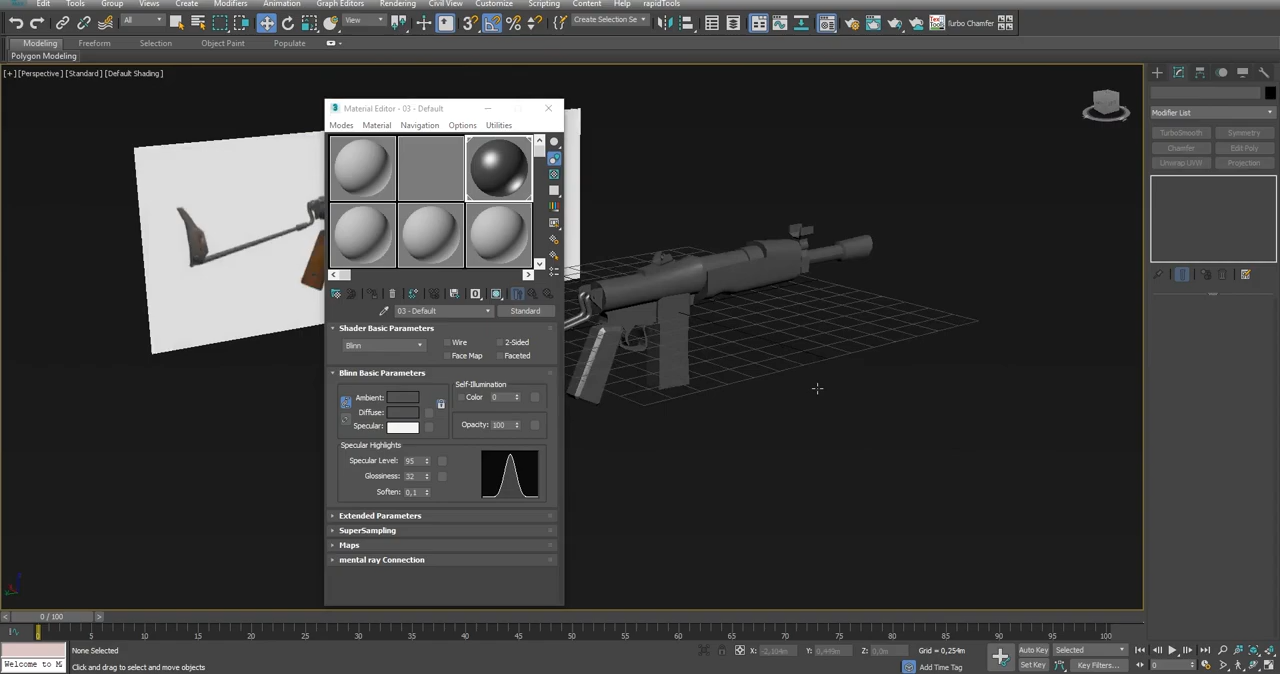 Edit Tools Group Views Create Modifiers Animation Graph Editors Rendering Civil View Customize Scripting Content Help rapidTools
All View Create Selection Se Turbo Chamfer
Modeling Freeform Selection Object Paint Populate
Polygon Modeling
[+] [Perspective] [Standard] [Default Shading]
Material Editor - 03 - Default
Modes Material Navigation Options Utilities
03 - Default Standard
Shader Basic Parameters
Blinn Wire 2-Sided
Face Map Faceted
Blinn Basic Parameters
Self-Illumination
Ambient: Color 0
Diffuse:
Specular: Opacity: 100
Specular Highlights
Specular Level: 95
Glossiness: 32
Soften: 0,1
Extended Parameters
SuperSampling
Maps
mental ray Connection
Modifier List
TurboSmooth Symmetry
Chamfer Edit Poly
Unwrap UVW Projection
0 / 100
0 5 10 15 20 25 30 35 40 45 50 55 60 65 70 75 80 85 90 95 100
None Selected X: -2,104m Y: 0,449m Z: 0,0m Grid = 0,254m Auto Key Selected
Welcome to M Click and drag to select and move objects Add Time Tag Set Key Key Filters... 0